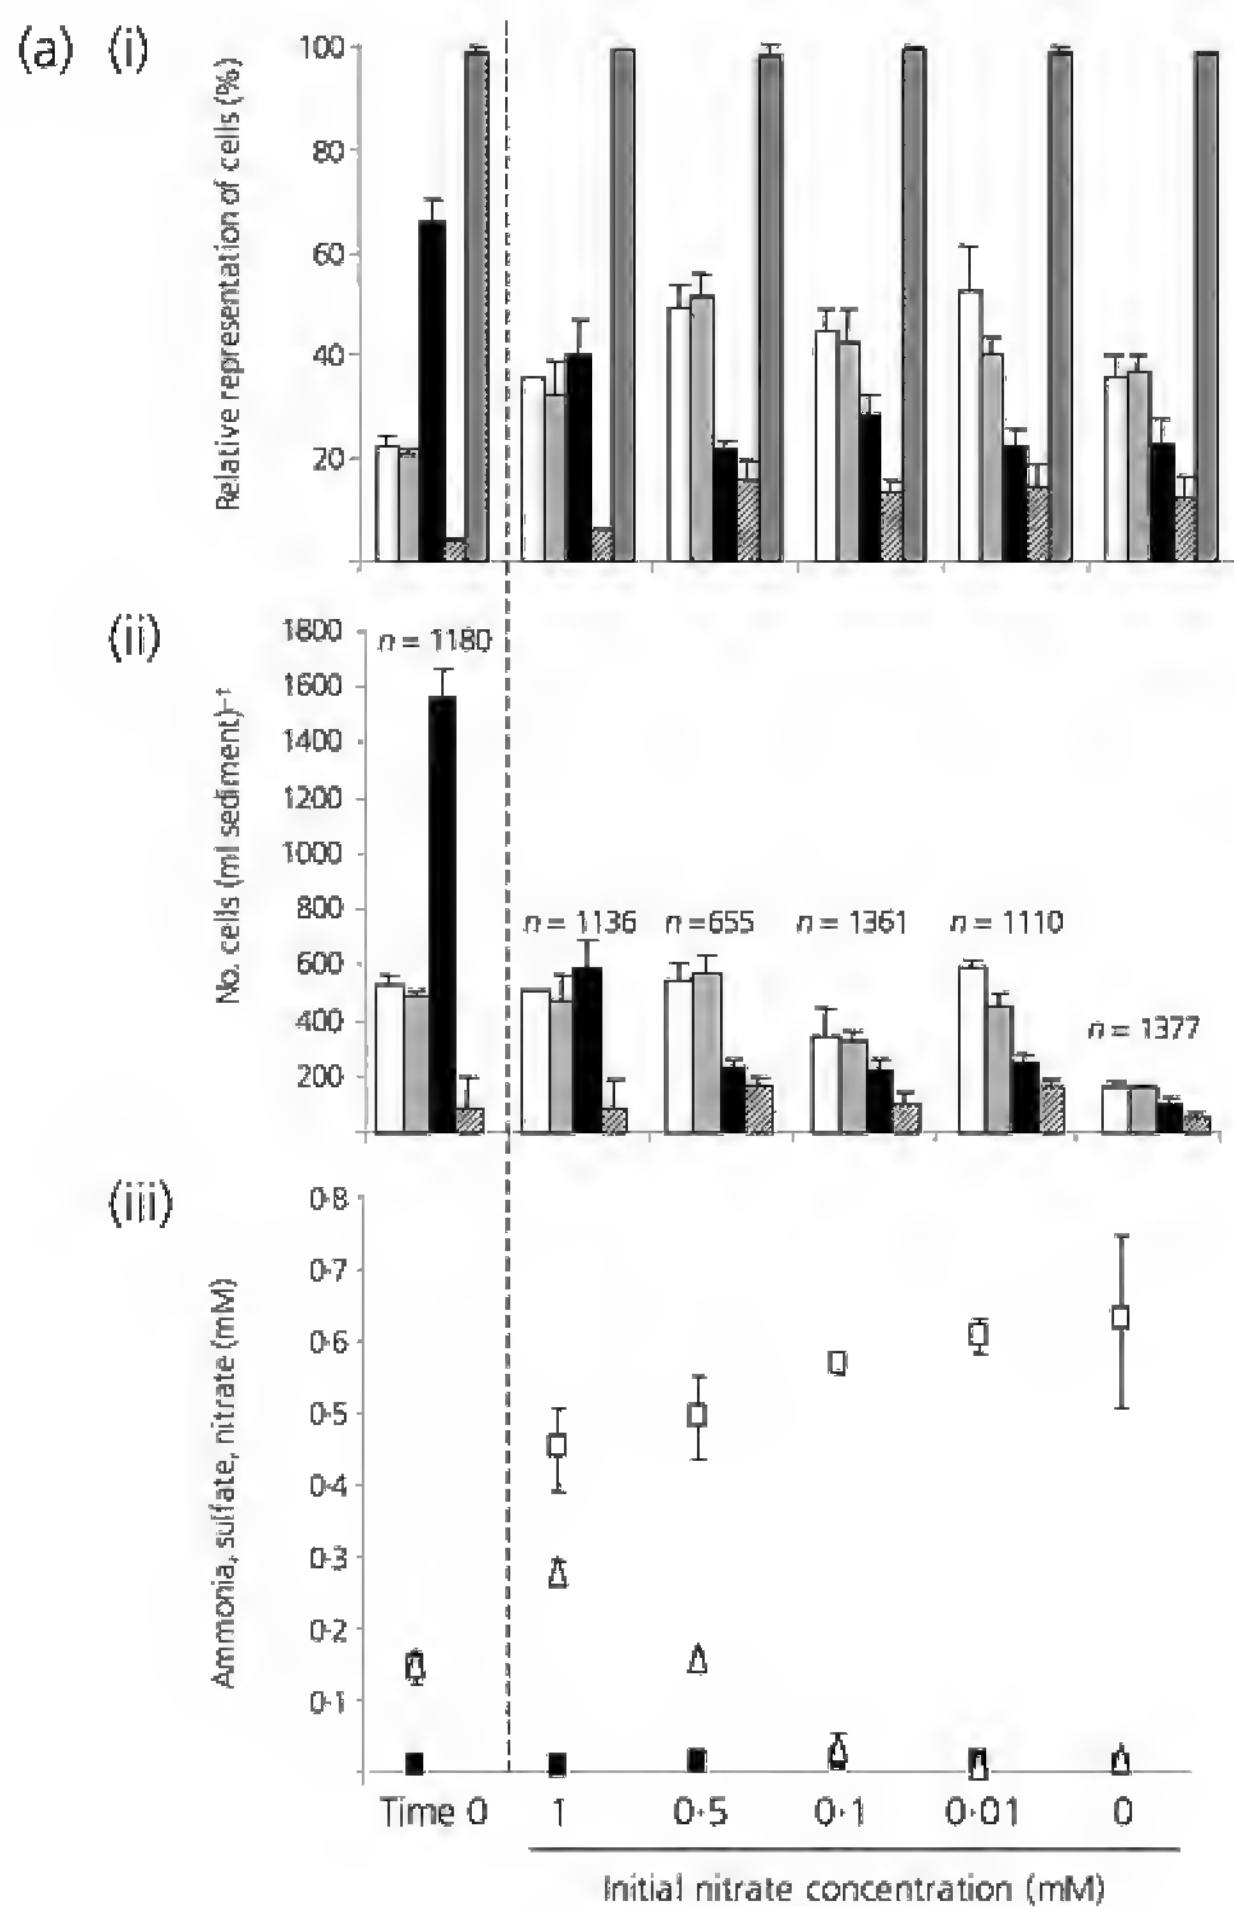 (a) (i)
Relative representation of cells (%)
100
80
60
40
20
(ii)
No. cells (ml sediment)⁻¹
1800
1600
1400
1200
1000
800
600
400
200
n = 1180
n = 1136
n =655
n = 1361
n = 1110
n = 1377
(iii)
Ammonia, sulfate, nitrate (mM)
0·8
0·7
0·6
0·5
0·4
0·3
0·2
0·1
Time 0 1 0·5 0·1 0·01 0
Initial nitrate concentration (mM)